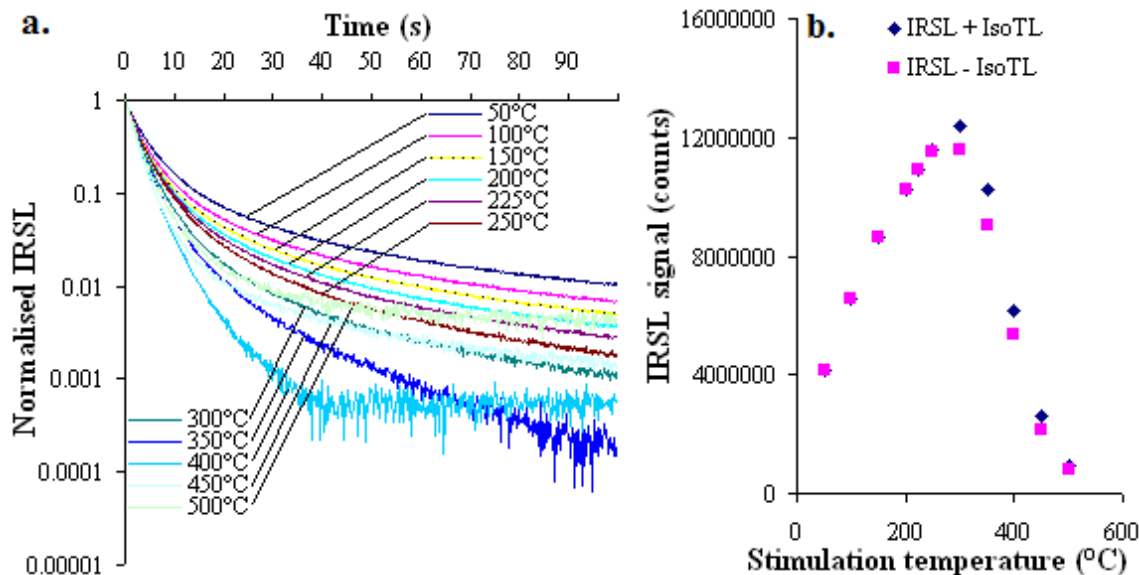 a.
Time (s)
0 10 20 30 40 50 60 70 80 90
Normalised IRSL
1
0.1
0.01
0.001
0.0001
0.00001
50°C
100°C
150°C
200°C
225°C
250°C
300°C
350°C
400°C
450°C
500°C
b.
IRSL + IsoTL
IRSL - IsoTL
IRSL signal (counts)
16000000
12000000
8000000
4000000
0
0 200 400 600
Stimulation temperature (°C)